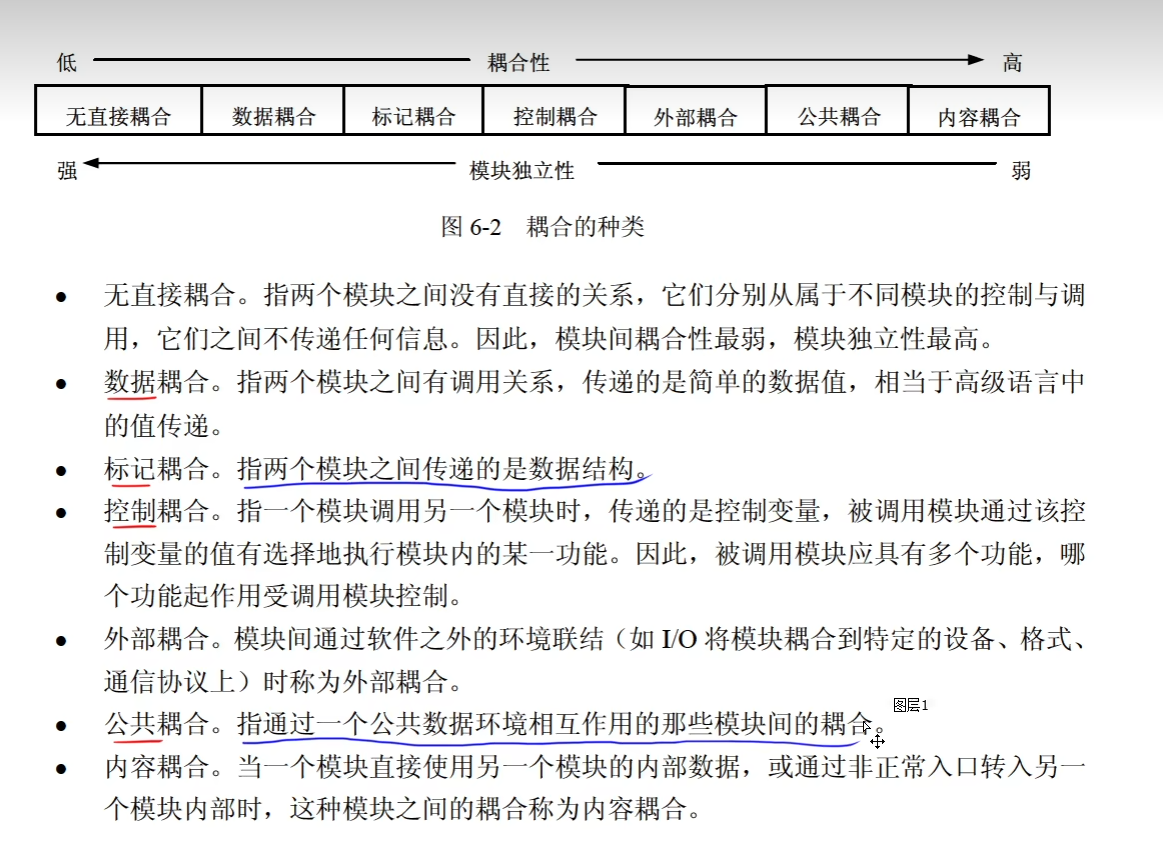 低 耦合性 高
无直接耦合 数据耦合 标记耦合 控制耦合 外部耦合 公共耦合 内容耦合
强 模块独立性 弱
图 6-2 耦合的种类
● 无直接耦合。指两个模块之间没有直接的关系，它们分别从属于不同模块的控制与调
用，它们之间不传递任何信息。因此，模块间耦合性最弱，模块独立性最高。
● 数据耦合。指两个模块之间有调用关系，传递的是简单的数据值，相当于高级语言中
的值传递。
● 标记耦合。指两个模块之间传递的是数据结构。
● 控制耦合。指一个模块调用另一个模块时，传递的是控制变量，被调用模块通过该控
制变量的值有选择地执行模块内的某一功能。因此，被调用模块应具有多个功能，哪
个功能起作用受调用模块控制。
● 外部耦合。模块间通过软件之外的环境联结（如 I/O 将模块耦合到特定的设备、格式、
通信协议上）时称为外部耦合。
图层1
● 公共耦合。指通过一个公共数据环境相互作用的那些模块间的耦合。
● 内容耦合。当一个模块直接使用另一个模块的内部数据，或通过非正常入口转入另一
个模块内部时，这种模块之间的耦合称为内容耦合。